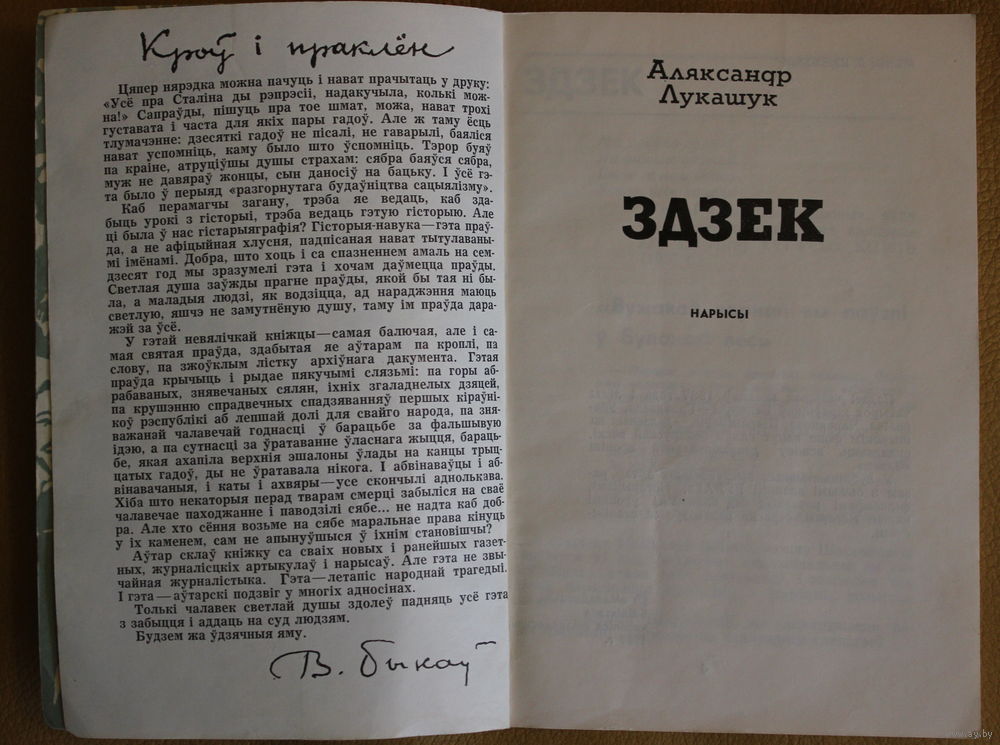 Кроў і праклён
Цяпер нярэдка можна пачуць і нават прачытаць у друку:
«Усё пра Сталіна ды рэпрэсіі, надакучыла, колькі мож-
на!» Сапраўды, пішуць пра тое шмат, можа, нават трохі
густавата і часта для якіх пары гадоў. Але ж таму ёсць
тлумачэнне: дзесяткі гадоў не пісалі, не гаварылі, баяліся
нават успомніць, каму было што ўспомніць. Тэрор буяў
па краіне, атруціўшы душы страхам: сябра баяўся сябра,
муж не давяраў жонцы, сын даносіў на бацьку. І ўсё гэ-
та было ў перыяд «разгорнутага будаўніцтва сацыялізму».
Каб перамагчы загану, трэба яе ведаць, каб зда-
быць урокі з гісторыі, трэба ведаць гэтую гісторыю. Але
ці была ў нас гістарыяграфія? Гісторыя-навука—гэта праў-
да, а не афіцыйная хлусня, падпісаная нават тытулаваны-
мі імёнамі. Добра, што хоць і са спазненнем амаль на сем-
дзесят год мы зразумелі гэта і хочам даўмецца праўды.
Светлая душа заўжды прагне праўды, якой бы тая ні бы-
ла, а маладыя людзі, як водзіцца, ад нараджэння маюць
светлую, яшчэ не замутнёную душу, таму ім праўда дара-
жэй за ўсё.
У гэтай невялічкай кніжцы—самая балючая, але і са-
мая святая праўда, здабытая яе аўтарам па кроплі, па
слову, па зжоўклым лістку архіўнага дакумента. Гэтая
праўда крычыць і рыдае пякучымі слязьмі: па горы аб-
рабаваных, знявечаных сялян, іхніх згаладнелых дзяцей,
па крушэнню спрадвечных спадзяванняў першых кіраўні-
коў рэспублікі аб лепшай долі для свайго народа, па зня-
важанай чалавечай годнасці ў барацьбе за фальшывую
ідэю, а па сутнасці за ўратаванне ўласнага жыцця, бараць-
бе, якая ахапіла верхнія эшалоны ўлады на канцы трыц-
цатых гадоў, ды не ўратавала нікога. І абвінаваўцы і аб-
вінавачаныя, і каты і ахвяры—усе скончылі аднолькава.
Хіба што некаторыя перад тварам смерці забыліся на сваё
чалавечае паходжанне і паводзілі сябе... не надта каб доб-
ра. Але хто сёння возьме на сябе маральнае права кінуць
у іх каменем, сам не апынуўшыся ў іхнім становішчы?
Аўтар склаў кніжку са сваіх новых і ранейшых газет-
ных, журналісцкіх артыкулаў і нарысаў. Але гэта не звы-
чайная журналістыка. Гэта—летапіс народнай трагедыі.
І гэта—аўтарскі подзвіг у многіх адносінах.
Толькі чалавек светлай душы здолеў падняць усё гэта
з забыцця і аддаць на суд людзям.
Будзем жа ўдзячныя яму.
В. Быкаў
Аляксандр
Лукашук
ЗДЗЕК
НАРЫСЫ
www.ay.by